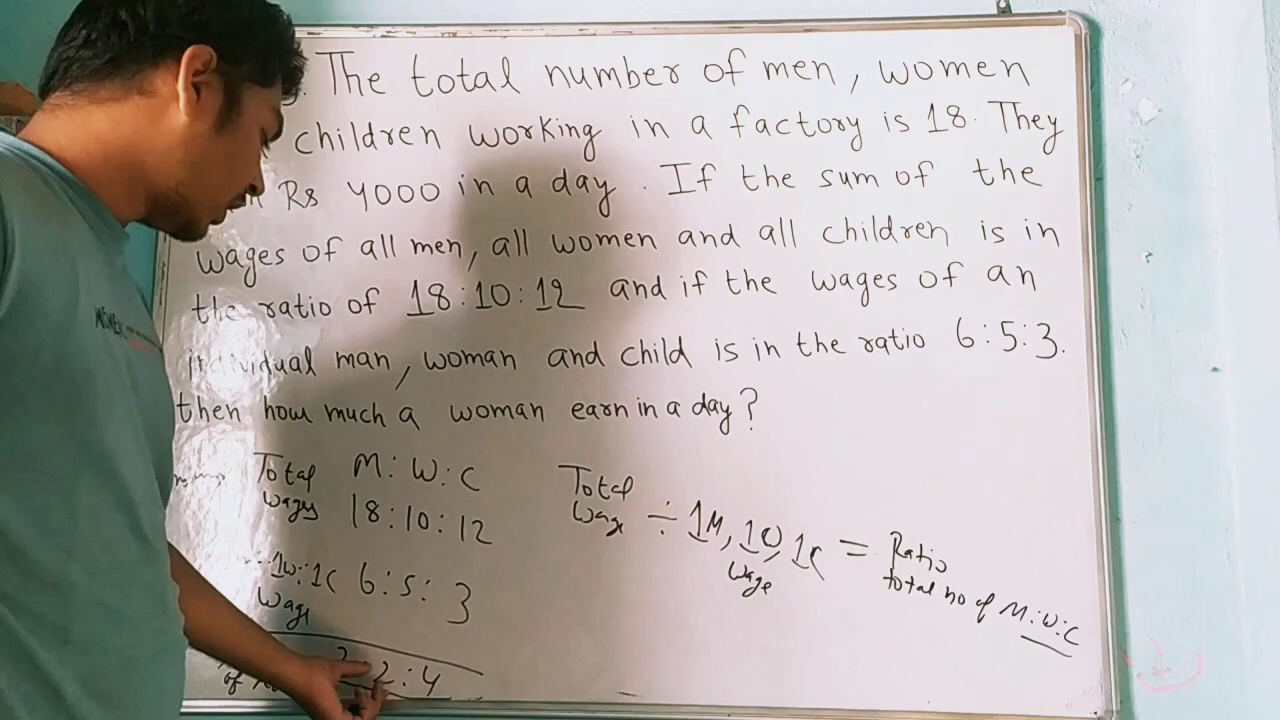 The total number of men, women
children working in a factory is 18. They
Rs 4000 in a day. If the sum of the
wages of all men, all women and all children is in
the ratio of 18:10:12 and if the wages of an
individual man, woman and child is in the ratio 6:5:3.
then how much a woman earn in a day?
Total M:W:C
wages 18:10:12
1W:1C 6:5:3
wage
of 2:4
Total
wage ÷ 1M, 1W, 1C = Ratio
wage total no of M:W:C